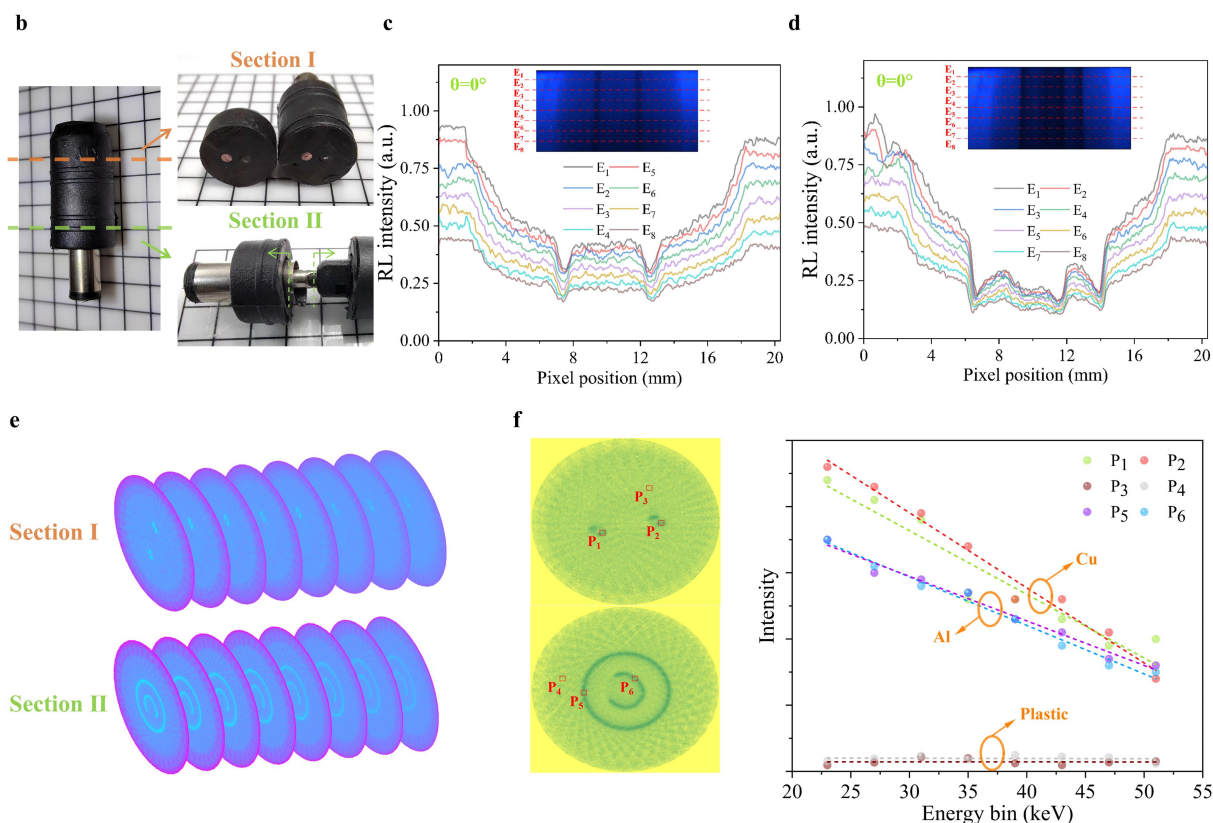 b
Section I
Section II
c
θ=0°
E1
E2
E3
E4
E5
E6
E7
E8
E1 E5
E2 E6
E3 E7
E4 E8
RL intensity (a.u.)
1.00
0.75
0.50
0.25
0.00
0 4 8 12 16 20
Pixel position (mm)
d
θ=0°
E1
E2
E3
E4
E5
E6
E7
E8
E1 E2
E3 E4
E5 E6
E7 E8
RL intensity (a.u.)
1.00
0.75
0.50
0.25
0.00
0 4 8 12 16 20
Pixel position (mm)
e
Section I
Section II
f
P3
P1
P2
P4
P5
P6
Intensity
P1 P2
P3 P4
P5 P6
Cu
Al
Plastic
20 25 30 35 40 45 50 55
Energy bin (keV)